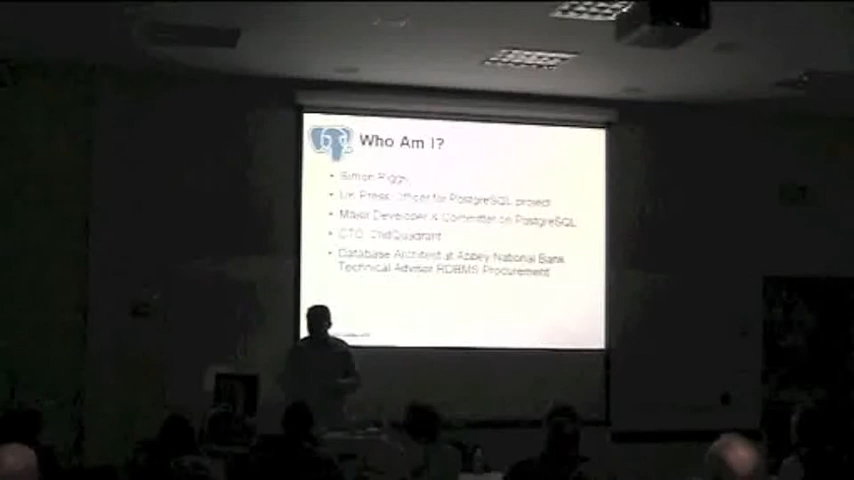 Who Am I?
• Simon Riggs
• UK Press Officer for PostgreSQL project
• Major Developer & Committer on PostgreSQL
• CTO, 2ndQuadrant
• Database Architect at Abbey National Bank
Technical Advisor RDBMS Procurement